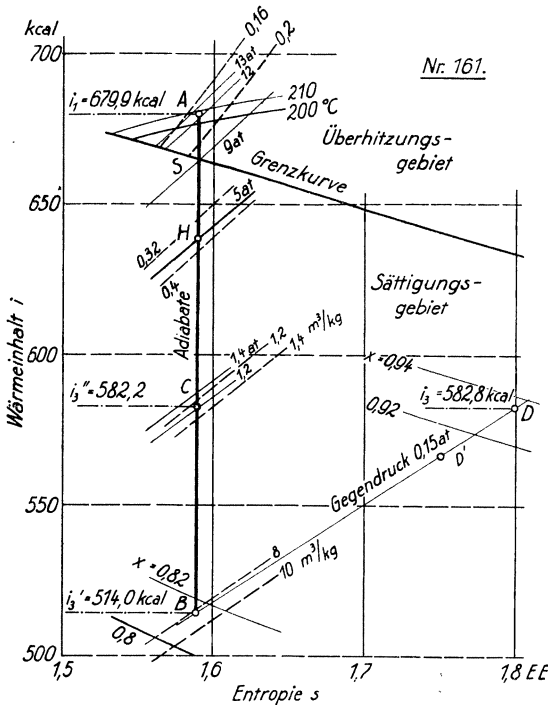 kcal
700
650
600
550
500
Wärmeinhalt i
Nr. 161.
0,16
0,2
13 at
12
i₁=679,9 kcal
A
210
200 °C
S
9at
Grenzkurve
Überhitzungs-
gebiet
H
5at
0,32
0,4
Adiabate
Sättigungs-
gebiet
1,4 at
1,2
1,2
1,4 m³/kg
C
i₃″=582,2
x=0,94
i₃=582,8 kcal
D
0,92
D'
Gegendruck 0,15at
x=0,82
8
10 m³/kg
i₃'=514,0 kcal
B
0,8
1,5
1,6
1,7
1,8 EE
Entropie s